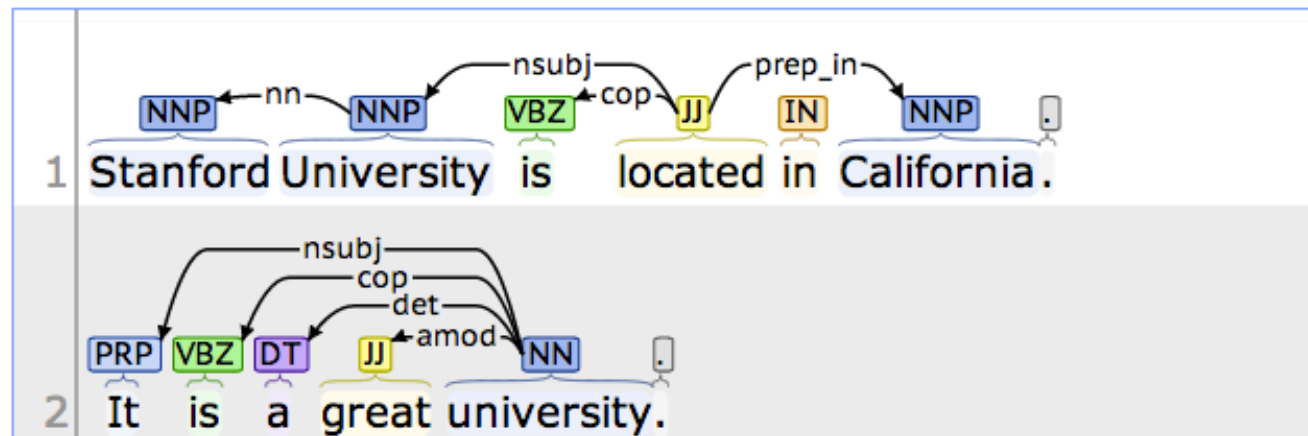 nsubj prep_in
nn cop
NNP NNP VBZ JJ IN NNP .
1 Stanford University is located in California.
nsubj
cop
det
amod
PRP VBZ DT JJ NN .
2 It is a great university.